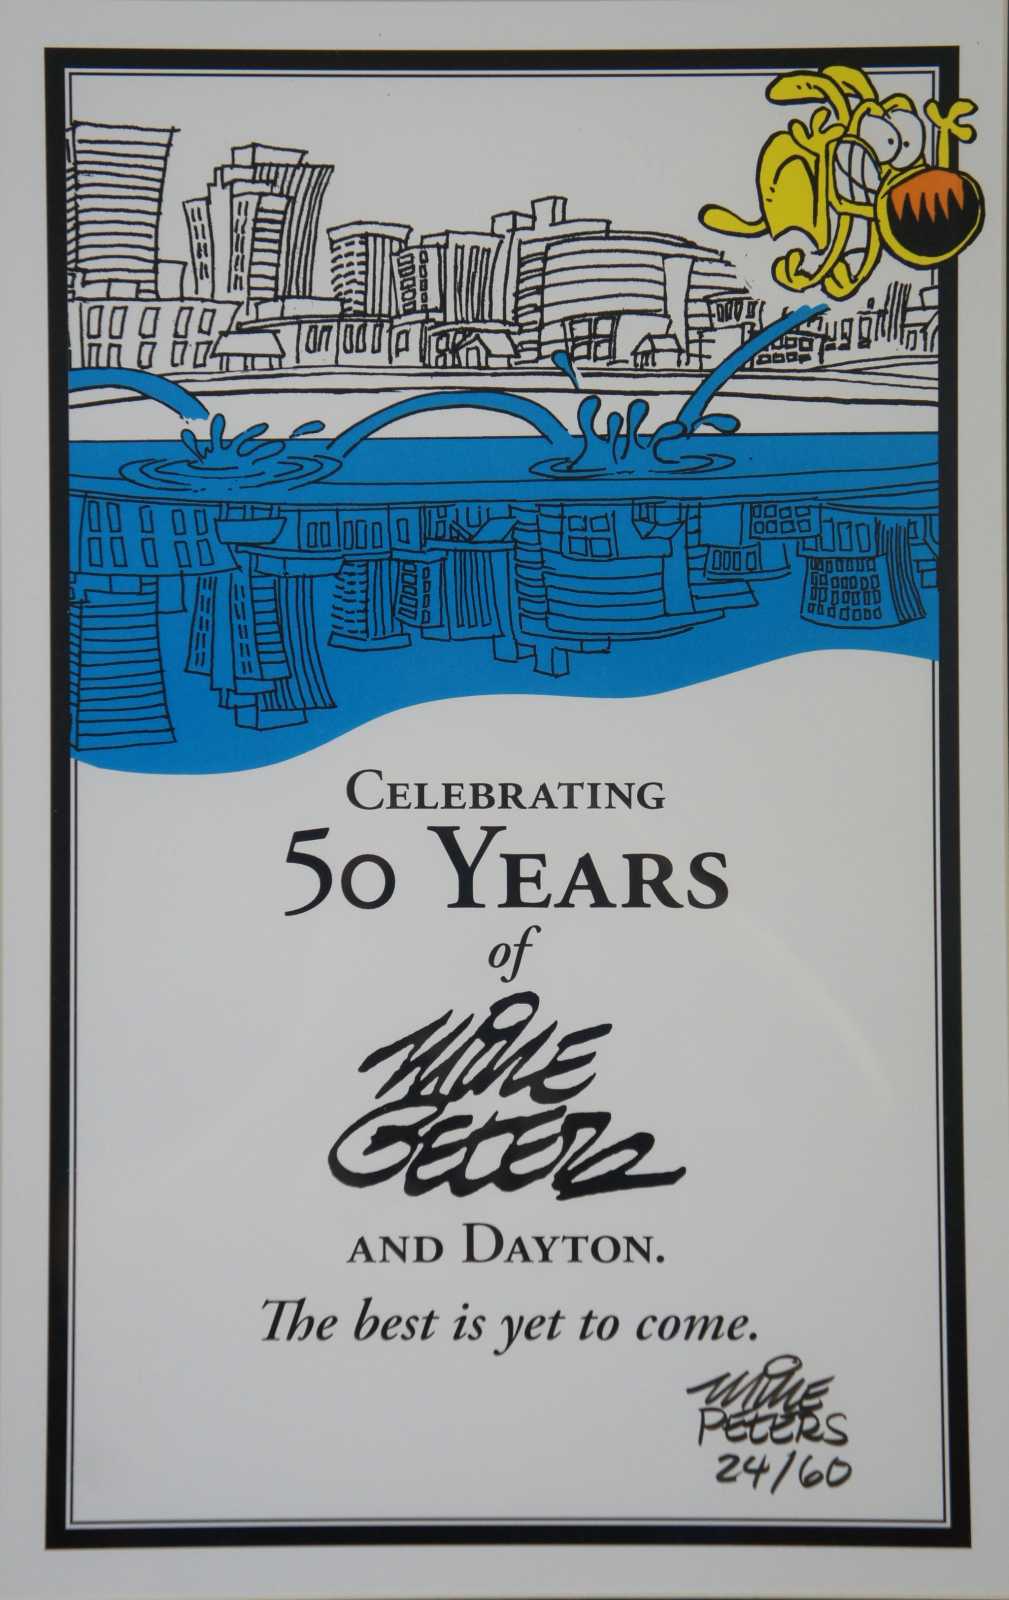 Celebrating
50 Years
of
Mike
Peters
and Dayton.
The best is yet to come.
Mike
Peters
24/60